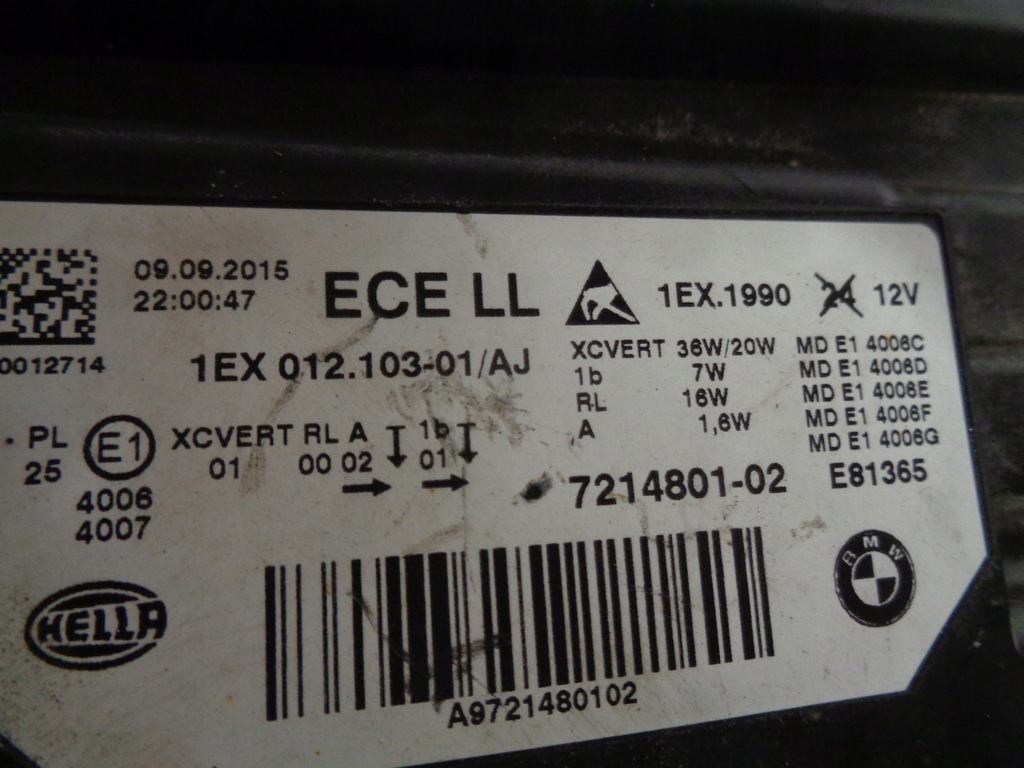 09.09.2015
22:00:47
ECE LL
1EX.1990 24 12V
0012714
1EX 012.103-01/AJ
XCVERT 36W/20W MD E1 4006C
1b 7W MD E1 4006D
RL 16W MD E1 4006E
A 1,6W MD E1 4006F
MD E1 4006G
PL
25
E1
4006
4007
XCVERT RL A 1b
01 00 02 01
7214801-02 E81365
HELLA
BMW
A9721480102